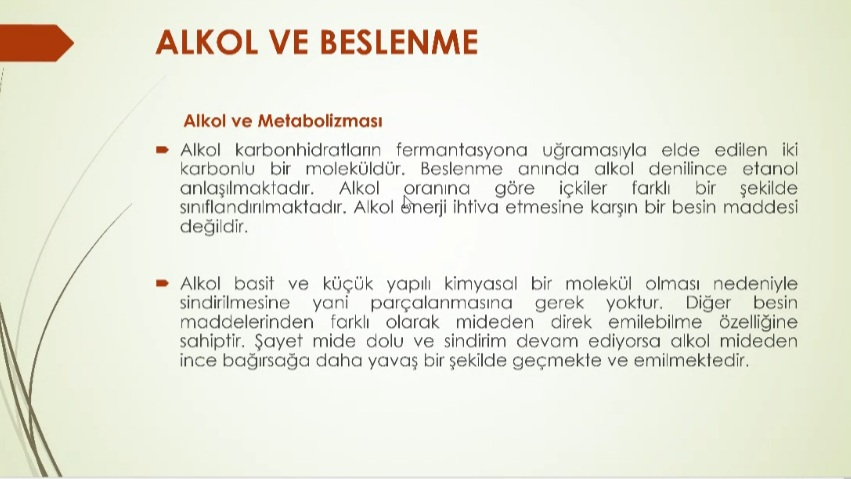 ALKOL VE BESLENME
Alkol ve Metabolizması
Alkol karbonhidratların fermantasyona uğramasıyla elde edilen iki
karbonlu bir moleküldür. Beslenme anında alkol denilince etanol
anlaşılmaktadır. Alkol oranına göre içkiler farklı bir şekilde
sınıflandırılmaktadır. Alkol enerji ihtiva etmesine karşın bir besin maddesi
değildir.
Alkol basit ve küçük yapılı kimyasal bir molekül olması nedeniyle
sindirilmesine yani parçalanmasına gerek yoktur. Diğer besin
maddelerinden farklı olarak mideden direk emilebilme özelliğine
sahiptir. Şayet mide dolu ve sindirim devam ediyorsa alkol mideden
ince bağırsağa daha yavaş bir şekilde geçmekte ve emilmektedir.